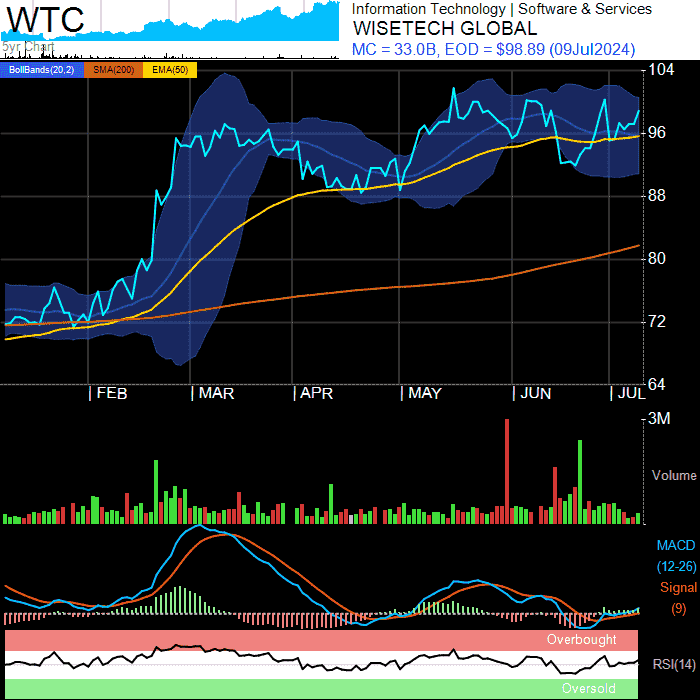 WTC
5yr Chart
Information Technology | Software & Services
WISETECH GLOBAL
MC = 33.0B, EOD = $98.89 (09Jul2024)
BollBands(20,2) SMA(200) EMA(50)
104
96
88
80
72
64
| FEB | MAR | APR | MAY | JUN | JUL
3M
Volume
MACD
(12-26)
Signal
(9)
Overbought
RSI(14)
Oversold